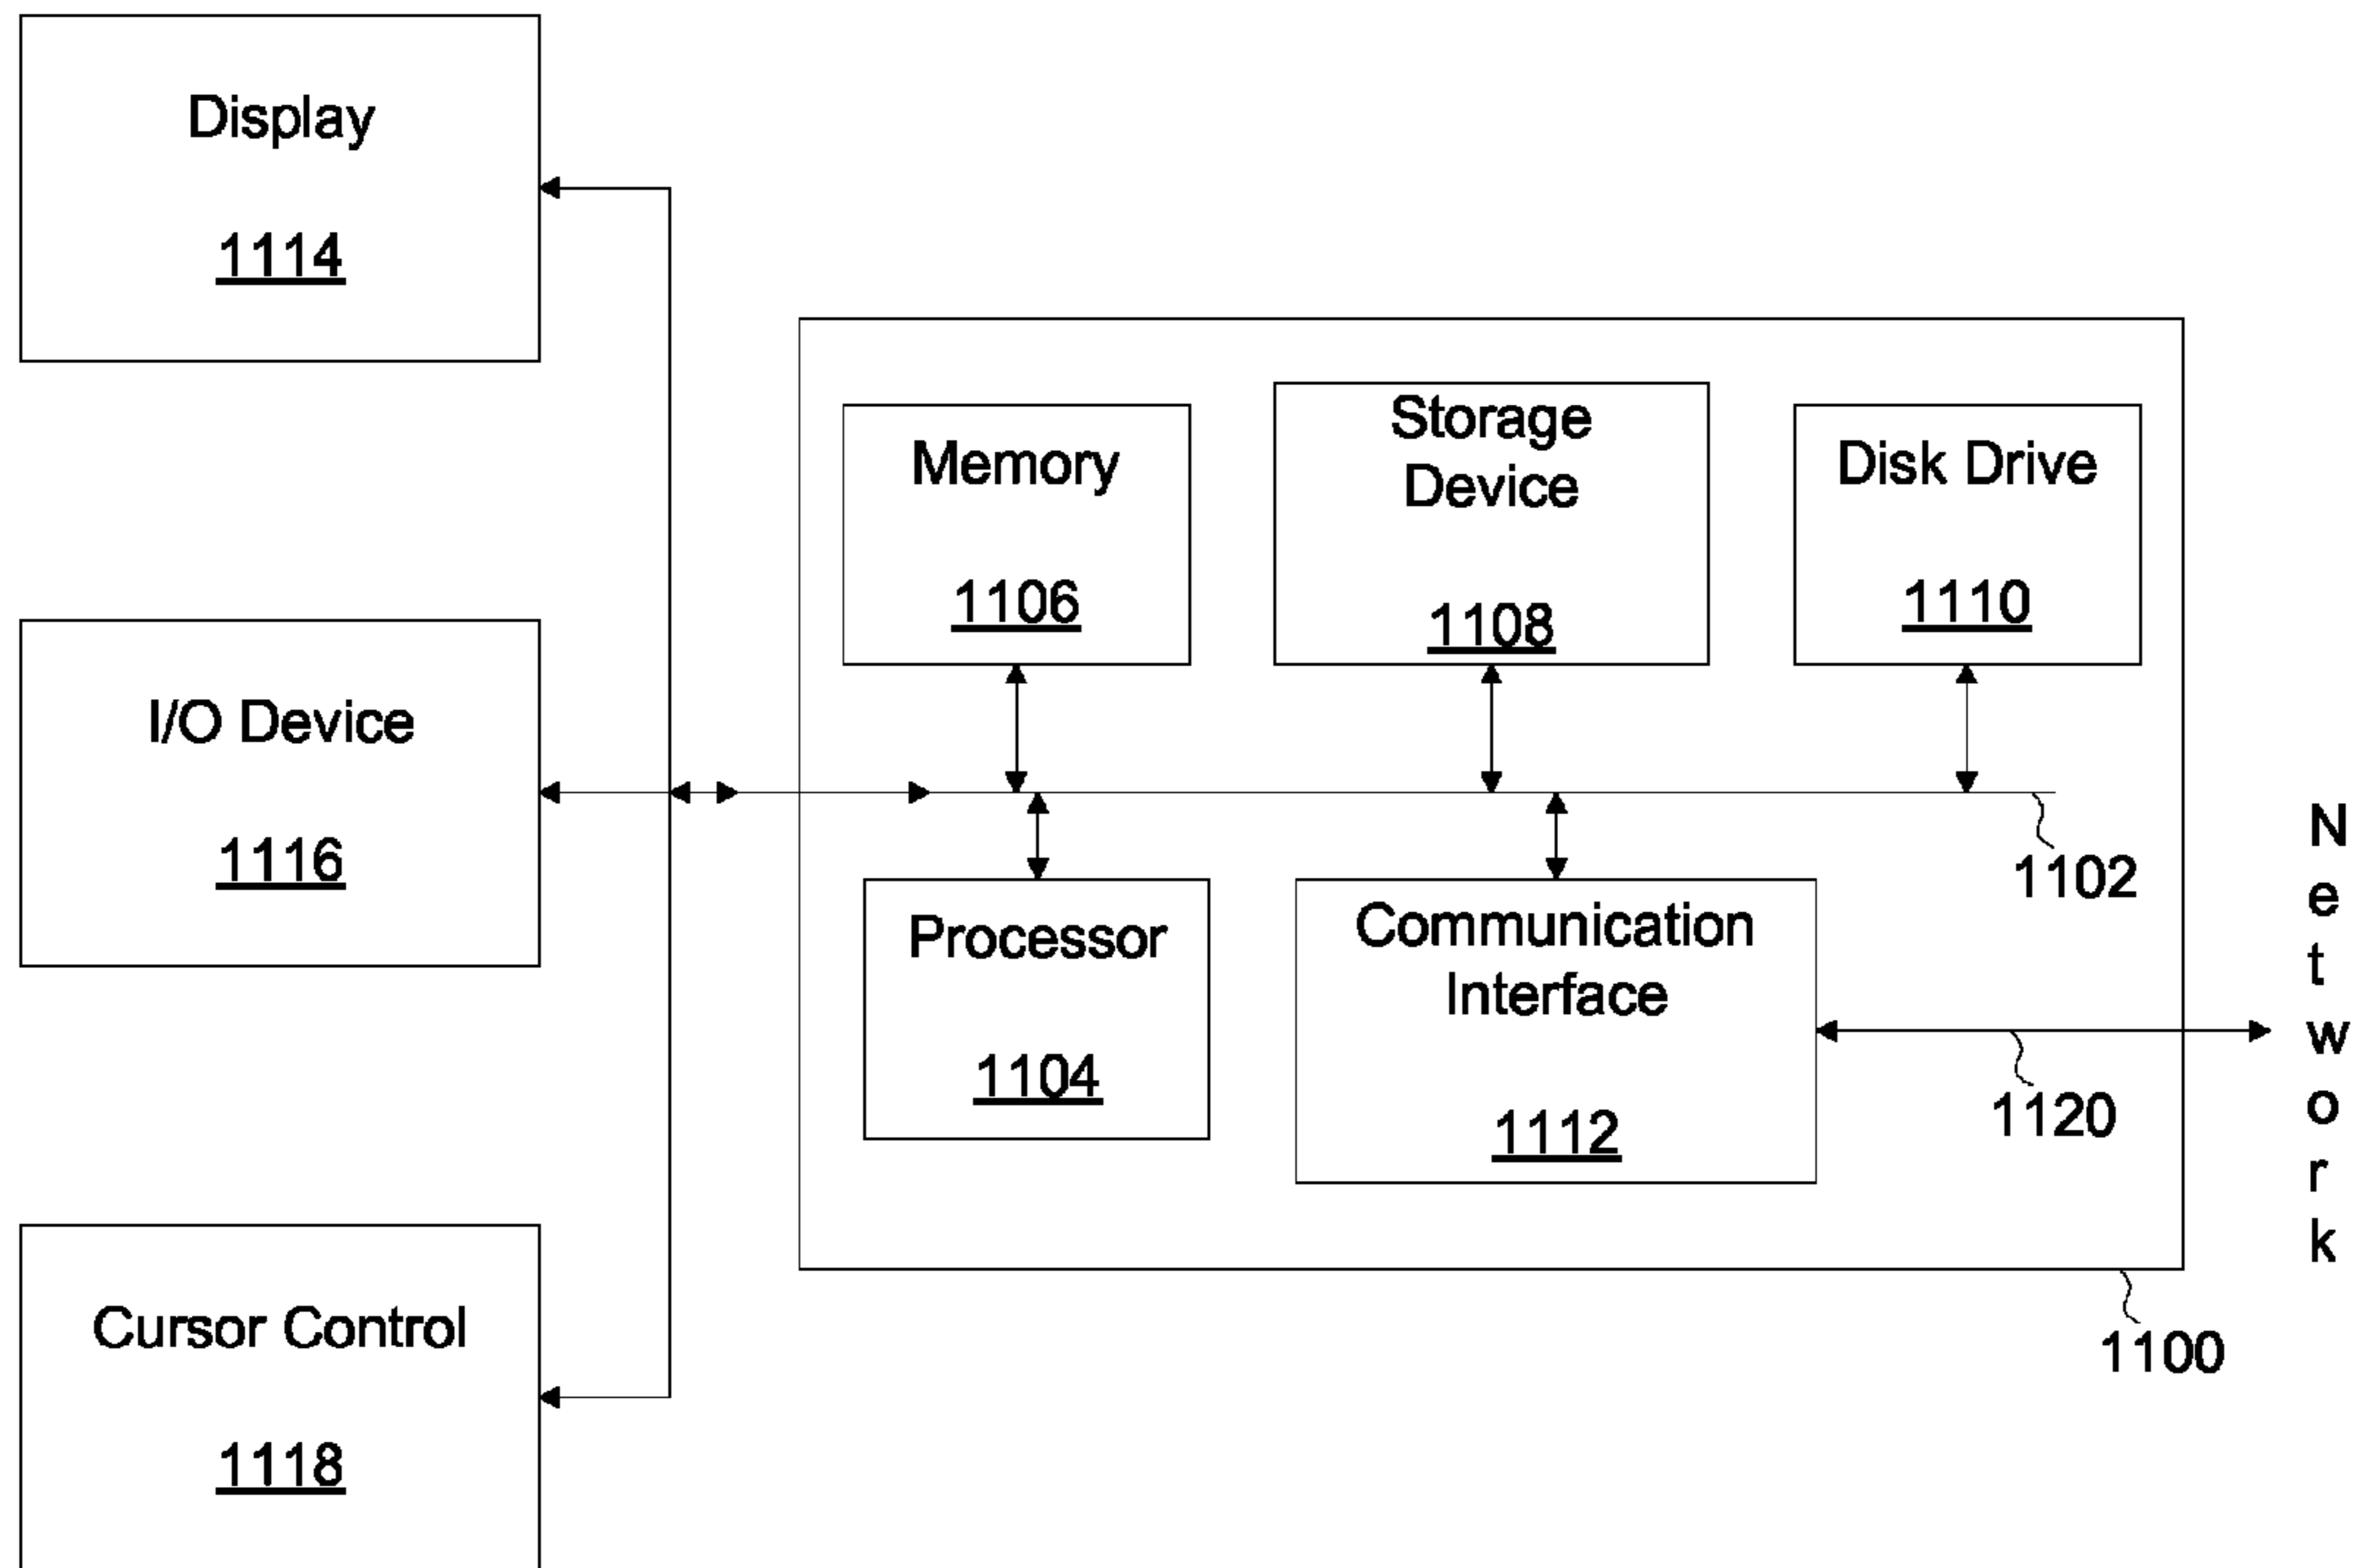 Display
1114
Memory
1106
Storage
Device
1108
Disk Drive
1110
I/O Device
1116
1102
Processor
1104
Communication
Interface
1112
1120
Network
1100
Cursor Control
1118